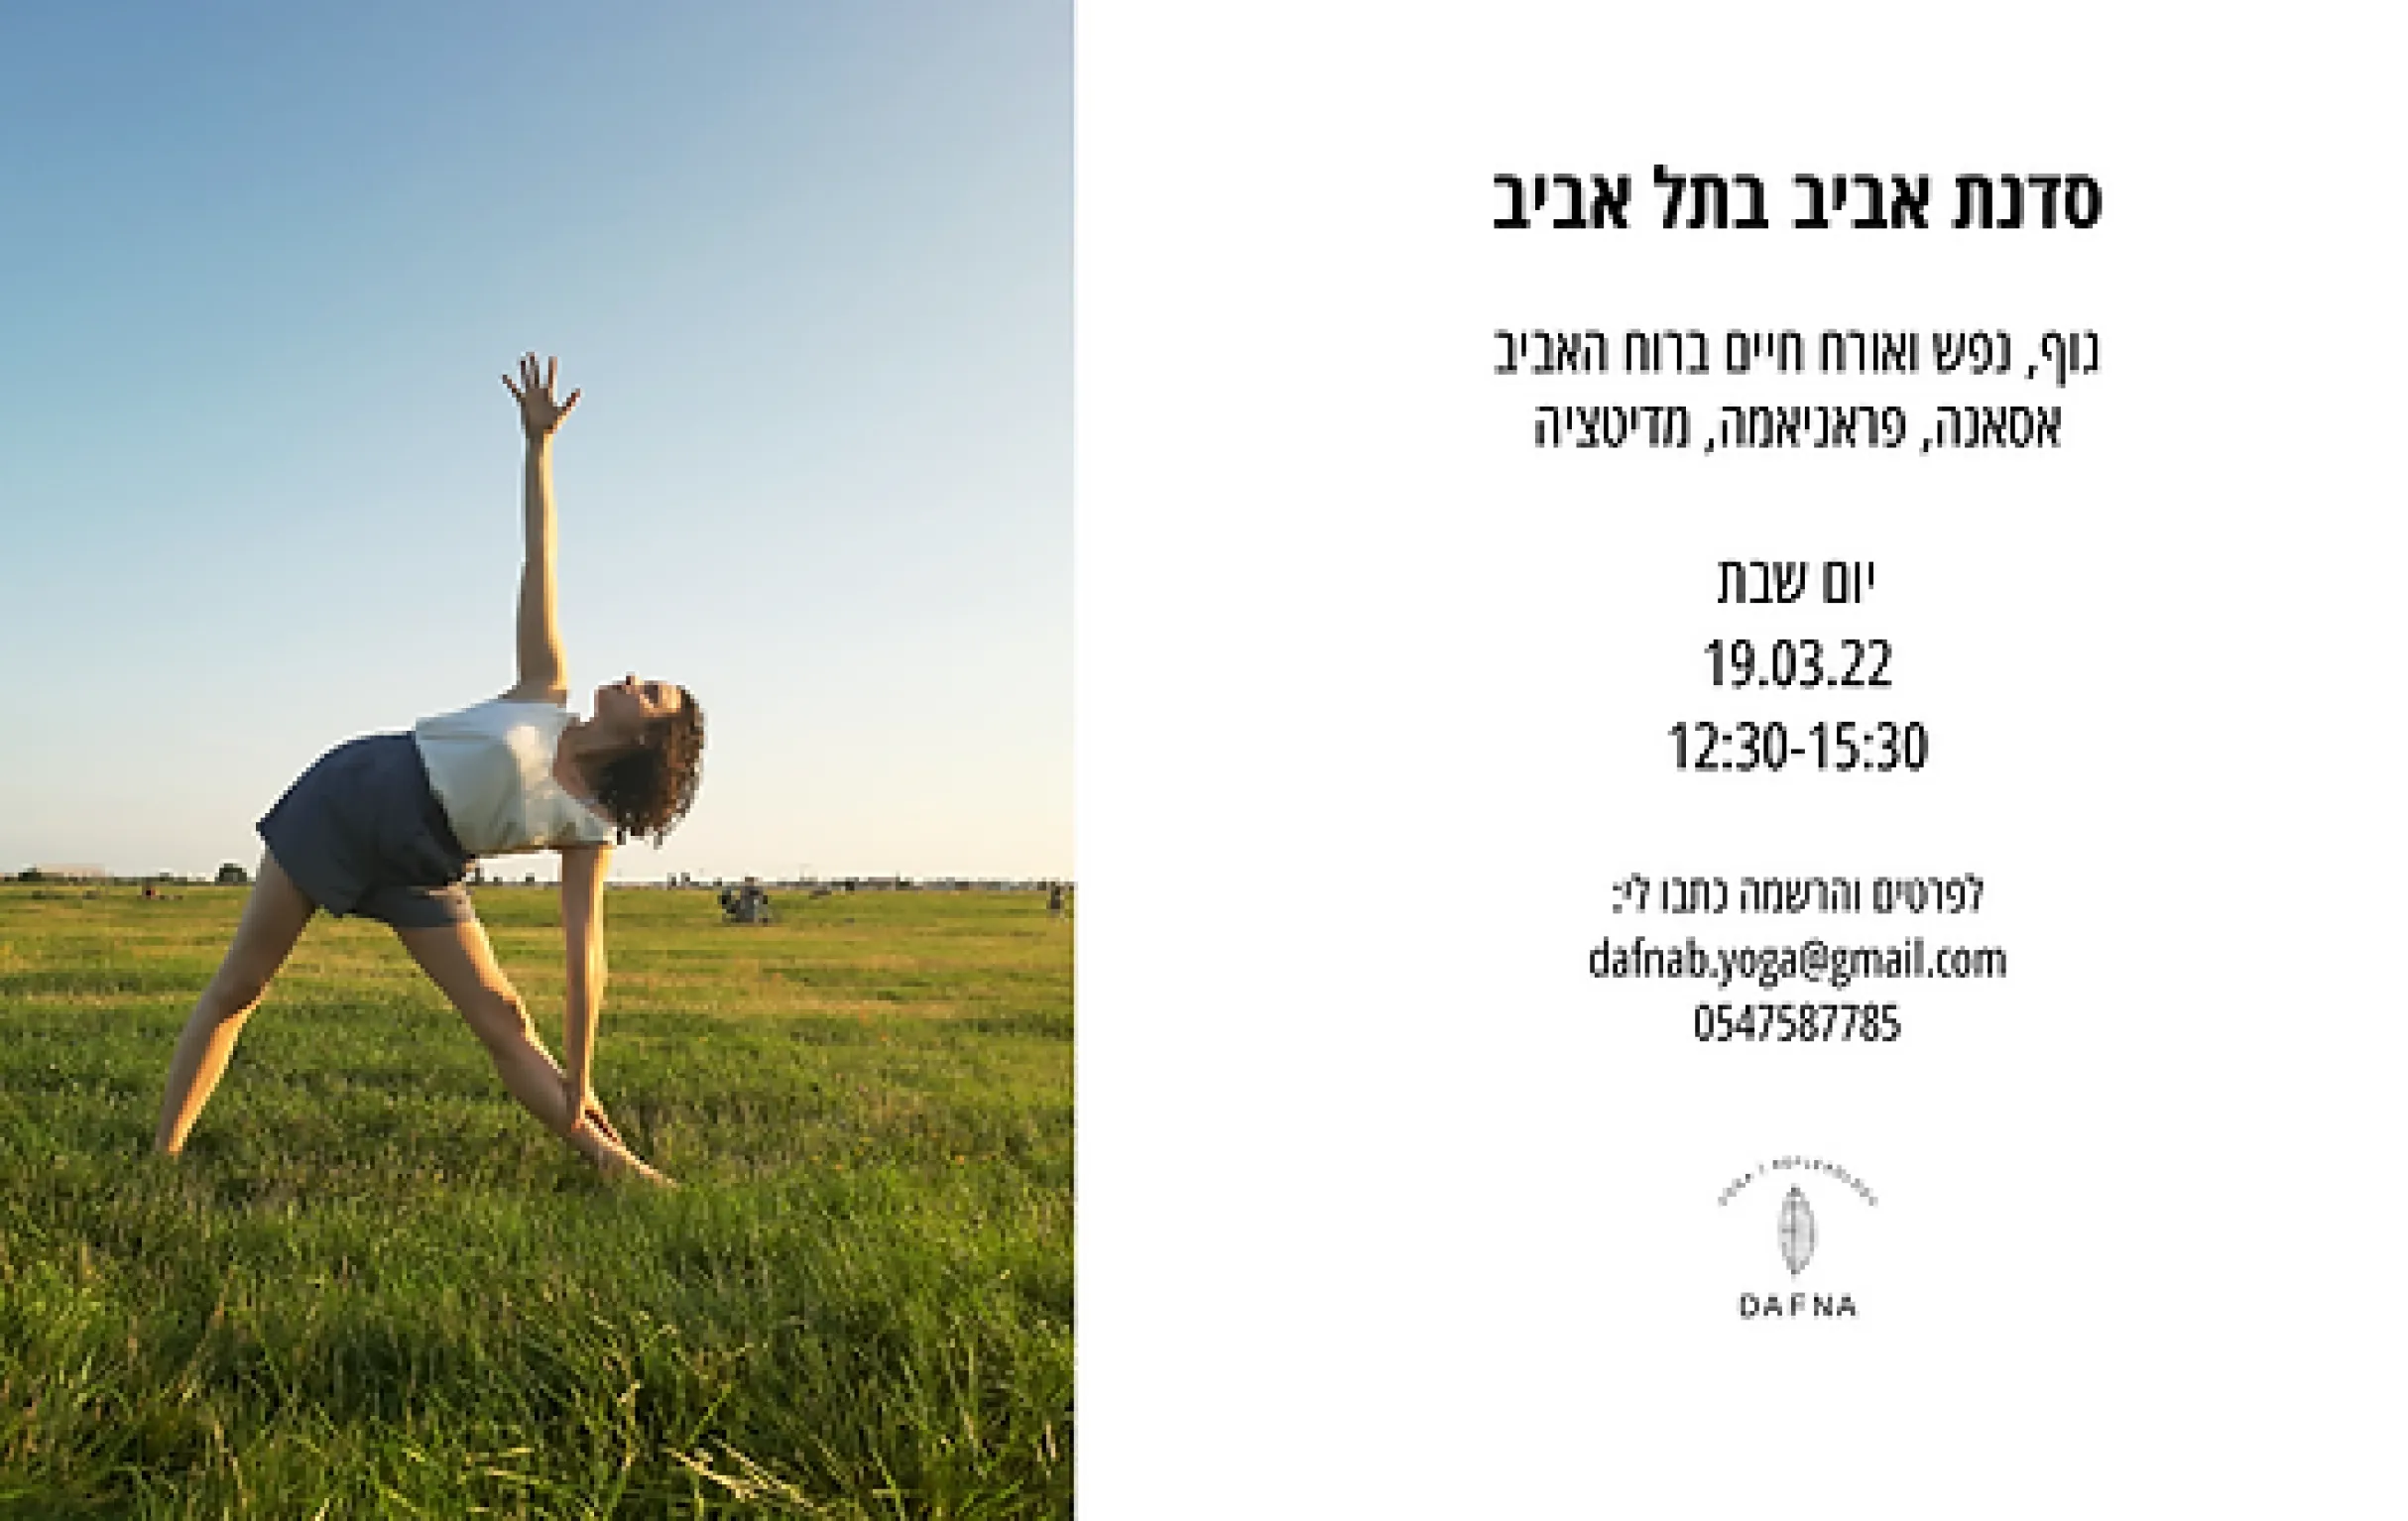 סדנת אביב בתל אביב
גוף, נפש ואורח חיים ברוח האביב
אסאנה, פראניאמה, מדיטציה
יום שבת
19.03.22
12:30-15:30
לפרטים והרשמה כתבו לי:
dafnab.yoga@gmail.com
0547587785
DAFNA